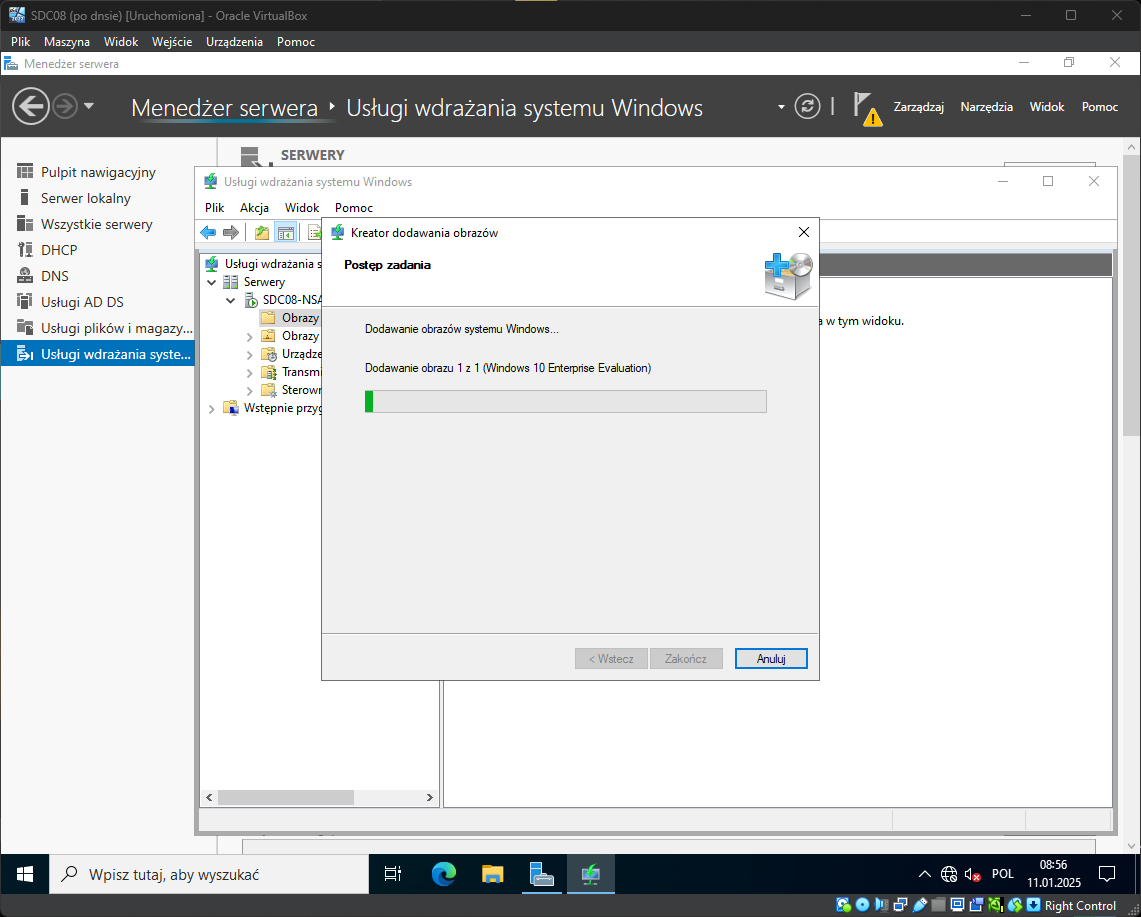 SDC08 (po dnsie) [Uruchomiona] - Oracle VirtualBox
Plik Maszyna Widok Wejście Urządzenia Pomoc
Menedżer serwera
Menedżer serwera Usługi wdrażania systemu Windows
Zarządzaj Narzędzia Widok Pomoc
Pulpit nawigacyjny
Serwer lokalny
Wszystkie serwery
DHCP
DNS
Usługi AD DS
Usługi plików i magazy...
Usługi wdrażania syste...
SERWERY
Usługi wdrażania systemu Windows
Plik Akcja Widok Pomoc
Usługi wdrażania s
Serwery
SDC08-NSA
Obrazy
Obrazy
Urządze
Transmi
Sterown
Wstępnie przyg
a w tym widoku.
Kreator dodawania obrazów
Postęp zadania
Dodawanie obrazów systemu Windows...
Dodawanie obrazu 1 z 1 (Windows 10 Enterprise Evaluation)
< Wstecz Zakończ Anuluj
Wpisz tutaj, aby wyszukać
POL
08:56
11.01.2025
Right Control